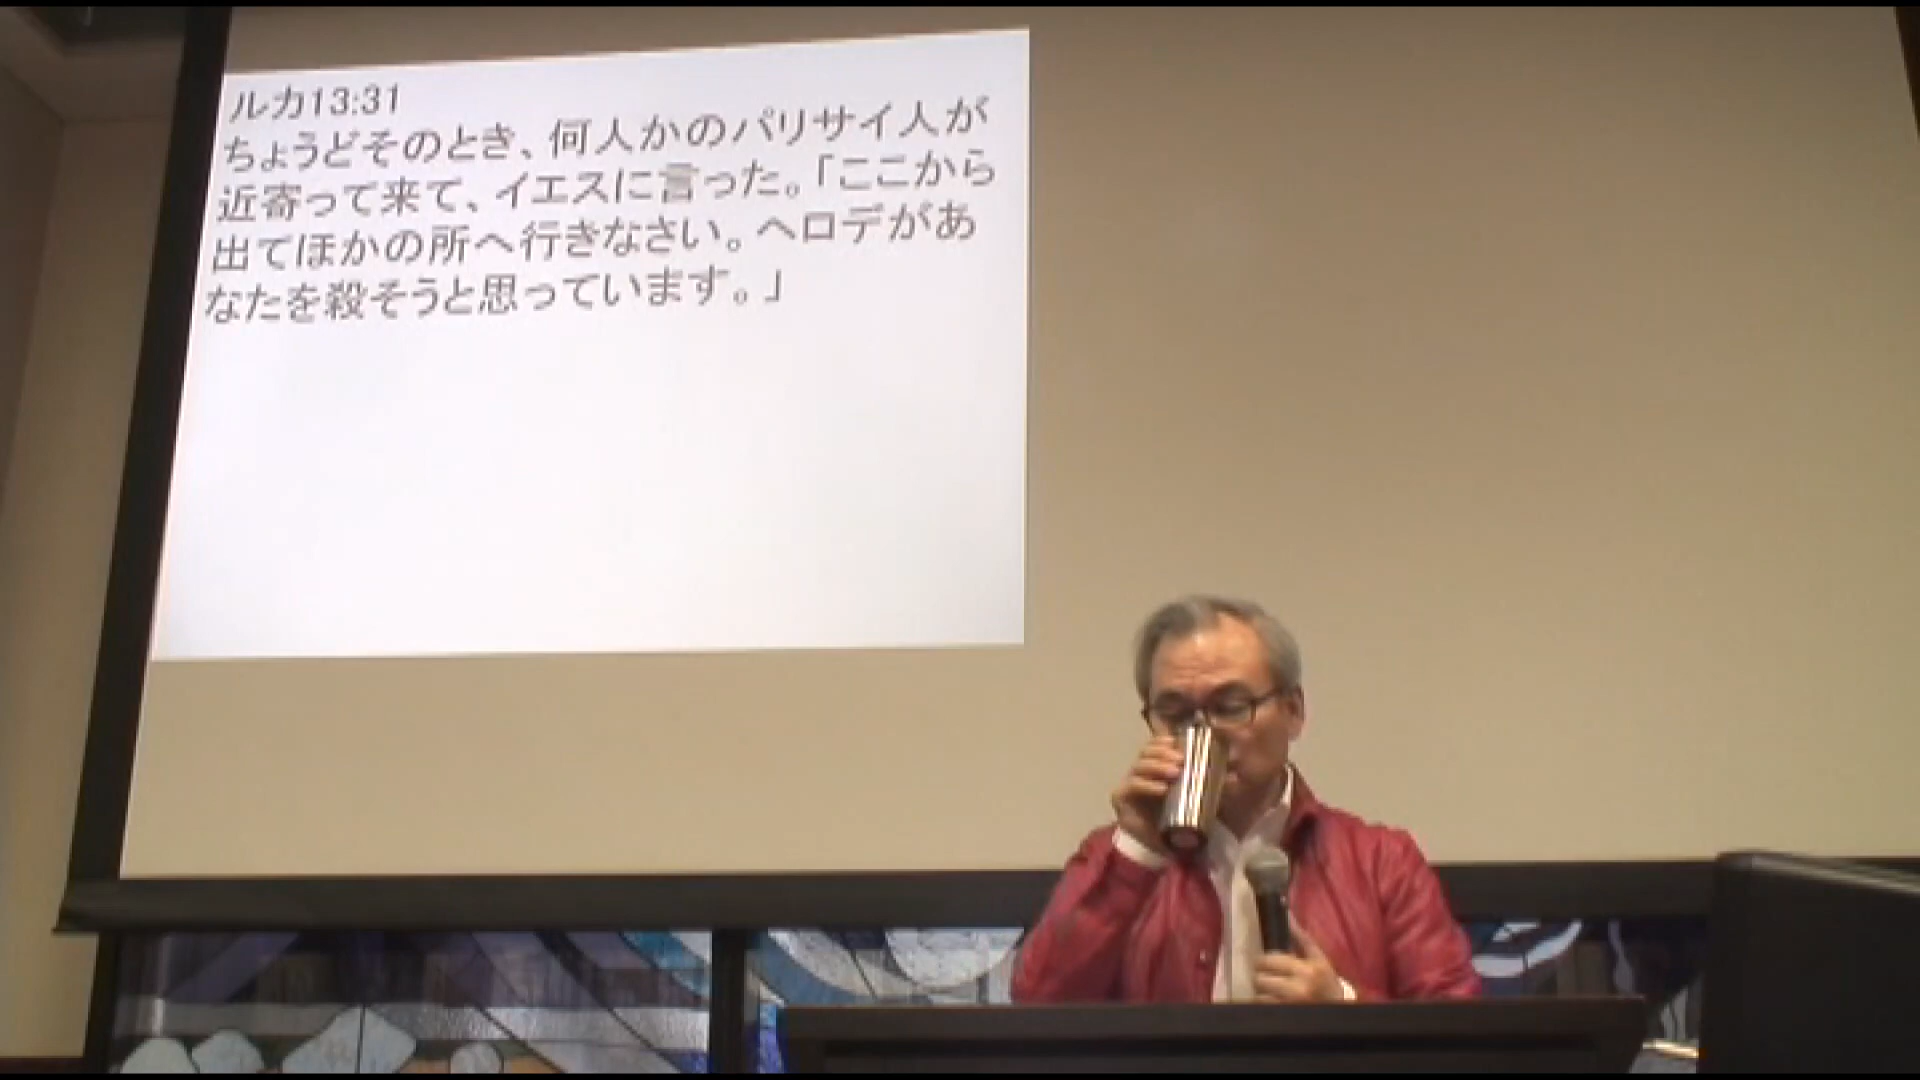 ルカ13:31
ちょうどそのとき、何人かのパリサイ人が
近寄って来て、イエスに言った。「ここから
出てほかの所へ行きなさい。ヘロデがあ
なたを殺そうと思っています。」